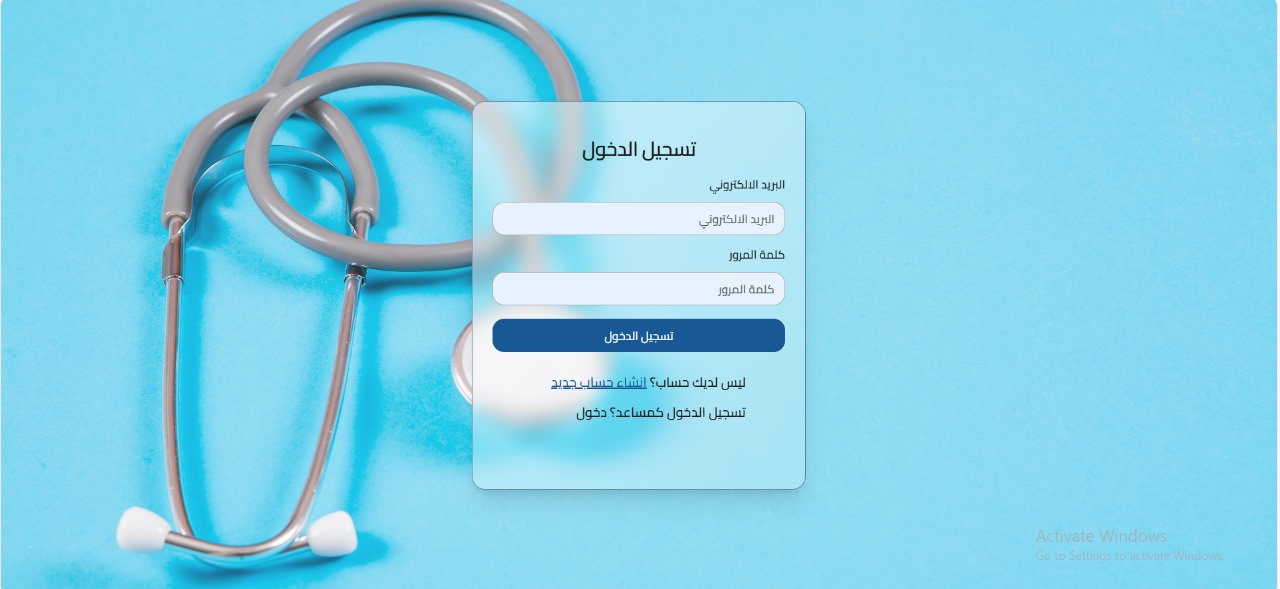 تسجيل الدخول
البريد الالكتروني
البريد الالكتروني
كلمة المرور
كلمة المرور
تسجيل الدخول
ليس لديك حساب؟ انشاء حساب جديد
تسجيل الدخول كمساعد؟ دخول
Activate Windows
Go to Settings to activate Windows.